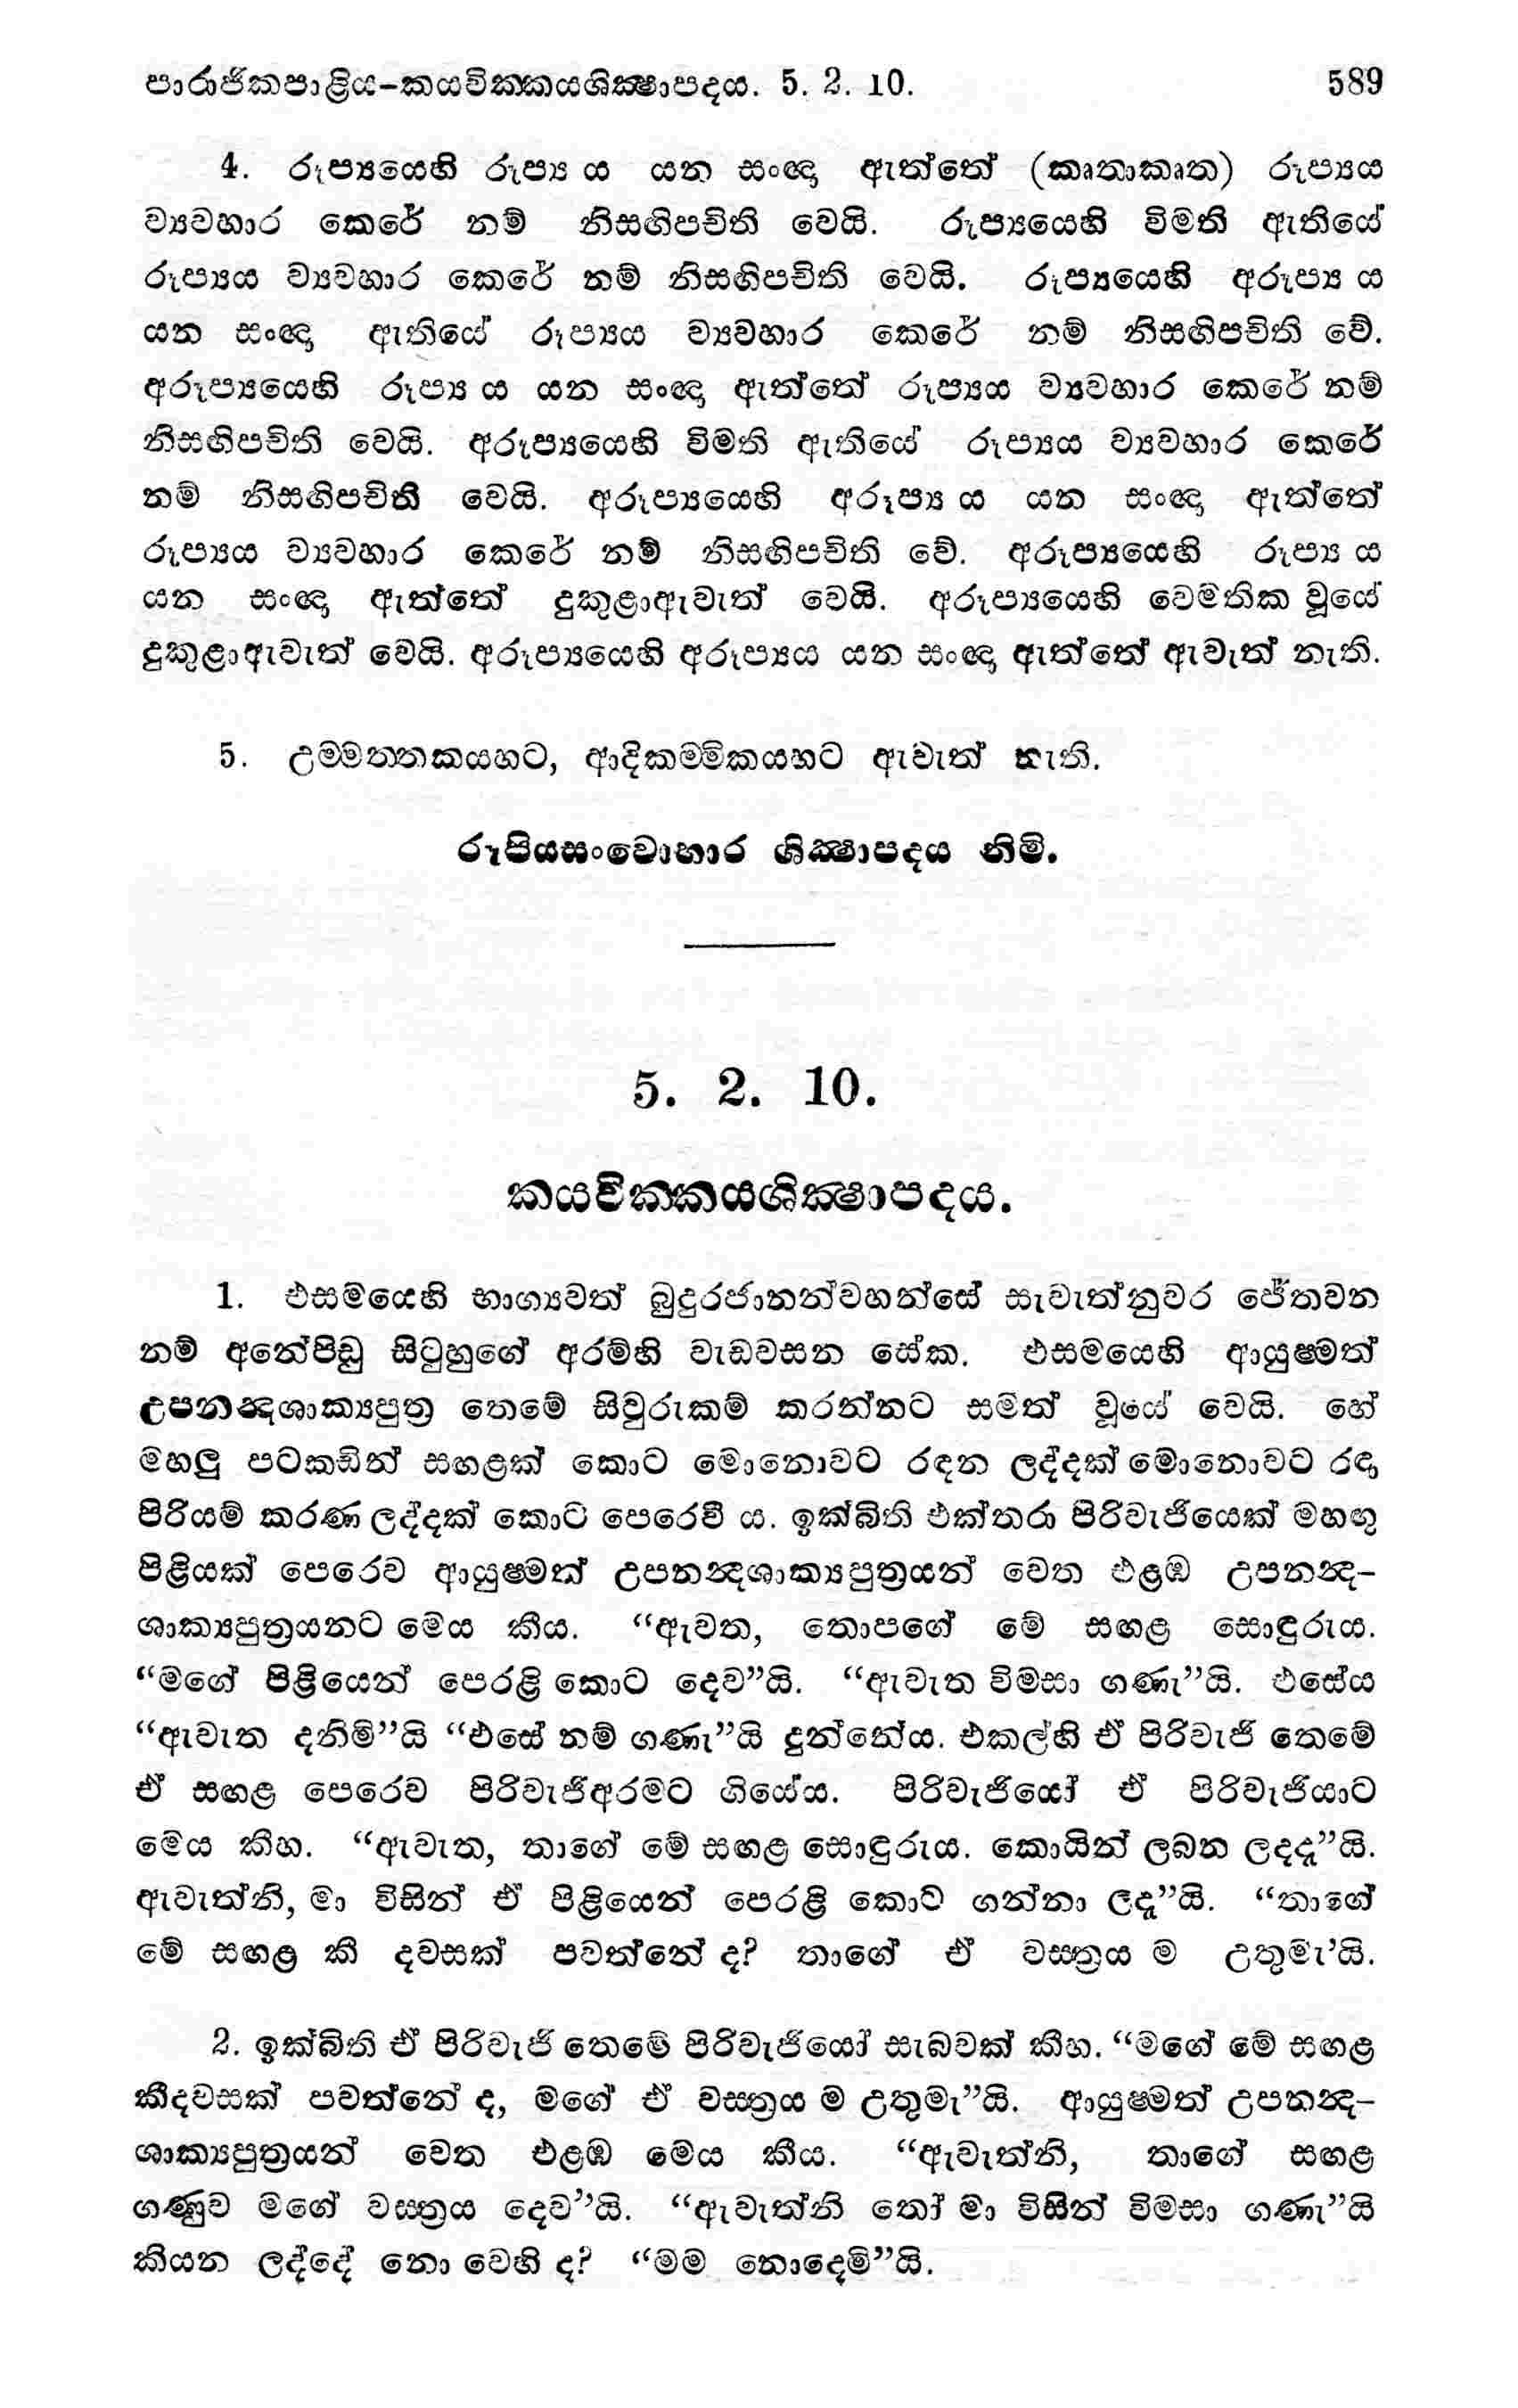 පාරාජිකපාළිය-කයවික්කයශික්ෂාපදය. 5. 2. 10. 589
4. රූප්‍යයෙහි රූප්‍ය ය යන සංඥා ඇත්තේ (කෘතාකෘත) රූප්‍යය
ව්‍යවහාර කෙරේ නම් නිසඟිපචිති වෙයි. රූප්‍යයෙහි විමති ඇතියේ
රූප්‍යය ව්‍යවහාර කෙරේ නම් නිසඟිපචිති වෙයි. රූප්‍යයෙහි අරූප්‍ය ය
යන සංඥා ඇතියේ රූප්‍යය ව්‍යවහාර කෙරේ නම් නිසඟිපචිති වේ.
අරූප්‍යයෙහි රූප්‍ය ය යන සංඥා ඇත්තේ රූප්‍යය ව්‍යවහාර කෙරේ නම්
නිසඟිපචිති වෙයි. අරූප්‍යයෙහි විමති ඇතියේ රූප්‍යය ව්‍යවහාර කෙරේ
නම් නිසඟිපචිති වෙයි. අරූප්‍යයෙහි අරූප්‍ය ය යන සංඥා ඇත්තේ
රූප්‍යය ව්‍යවහාර කෙරේ නම් නිසඟිපචිති වේ. අරූප්‍යයෙහි රූප්‍ය ය
යන සංඥා ඇත්තේ දුකුළාඇවැත් වෙයි. අරූප්‍යයෙහි වෙමතික වූයේ
දුකුළාඇවැත් වෙයි. අරූප්‍යයෙහි අරූප්‍යය යන සංඥා ඇත්තේ ඇවැත් නැති.
5. උම්මත්තකයහට, ආදිකම්මිකයහට ඇවැත් නැති.
රූපියසංවොහාර ශික්ෂාපදය නිමි.
5. 2. 10.
කයවික්කයශික්ෂාපදය.
1. එසමයෙහි භාග්‍යවත් බුදුරජානන්වහන්සේ සැවැත්නුවර ජේතවන
නම් අනේපිඩු සිටුහුගේ අරම්හි වැඩවසන සේක. එසමයෙහි ආයුෂ්මත්
උපනන්‍දශාක්‍යපුත්‍ර තෙමේ සිවුරුකම් කරන්නට සමත් වූයේ වෙයි. හේ
මහලු පටකඩින් සඟළක් කොට මොනොවට රඳන ලද්දක් මොනොවට රඳා
පිරියම් කරණ ලද්දක් කොට පෙරෙවී ය. ඉක්බිති එක්තරා පිරිවැජියෙක් මහඟු
පිළියක් පෙරෙව ආයුෂ්මත් උපනන්‍දශාක්‍යපුත්‍රයන් වෙත එළඹ උපනන්‍ද-
ශාක්‍යපුත්‍රයනට මෙය කීය. “ඇවත, තොපගේ මේ සඟළ සොඳුරුය.
“මගේ පිළියෙන් පෙරළි කොට දෙව”යි. “ඇවැත විමසා ගණැ”යි. එසේය
“ඇවැත දනිමි”යි “එසේ නම් ගණැ”යි දුන්නේය. එකල්හි ඒ පිරිවැජි තෙමේ
ඒ සඟළ පෙරෙව පිරිවැජිඅරමට ගියේය. පිරිවැජියෝ ඒ පිරිවැජියාට
මෙය කීහ. “ඇවැත, තාගේ මේ සඟළ සොඳුරුය. කොයින් ලබන ලදදූ”යි.
ඇවැත්නි, මා විසින් ඒ පිළියෙන් පෙරළි කොට ගන්නා ලදූ”යි. “තාගේ
මේ සඟළ කී දවසක් පවත්නේ ද? තාගේ ඒ වස්ත්‍රය ම උතුමැ’යි.
2. ඉක්බිති ඒ පිරිවැජි තෙමේ පිරිවැජියෝ සැබවක් කීහ. “මගේ මේ සඟළ
කීදවසක් පවත්නේ ද, මගේ ඒ වස්ත්‍රය ම උතුමැ”යි. ආයුෂ්මත් උපනන්‍ද-
ශාක්‍යපුත්‍රයන් වෙත එළඹ මෙය කීය. “ඇවැත්නි, තාගේ සඟළ
ගණුව මගේ වස්ත්‍රය දෙව”යි. “ඇවැත්නි තෝ මා විසින් විමසා ගණැ”යි
කියන ලද්දේ නො වෙහි ද? “මම නොදෙමි”යි.